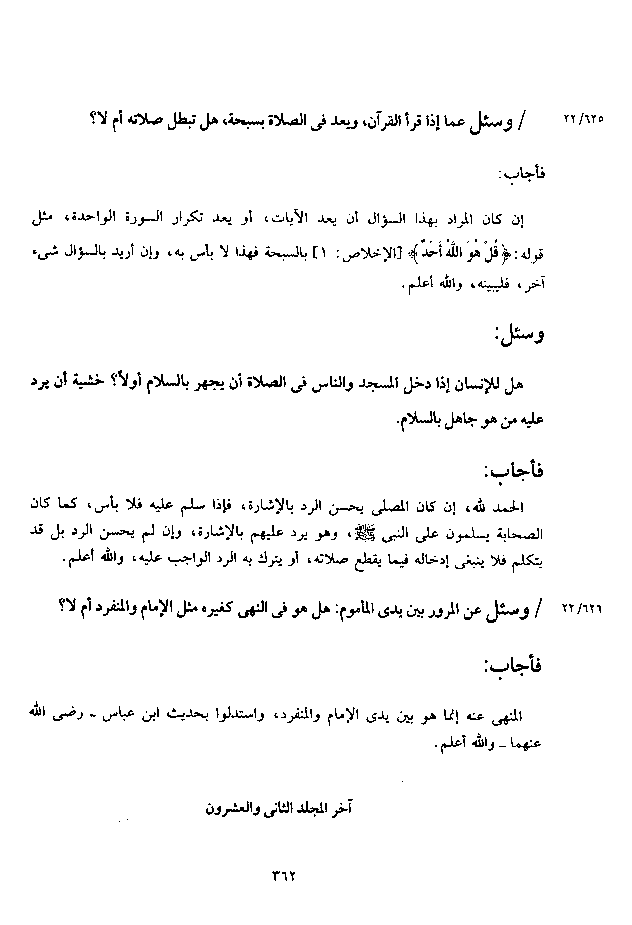 ٢٢/٦٢٥ / وسئل عما إذا قرأ القرآن، ويعد فى الصلاة بسبحة، هل تبطل صلاته أم لا؟
فأجاب:
إن كان المراد بهذا السؤال أن يعد الآيات، أو يعد تكرار السورة الواحدة، مثل
قوله: ﴿قُلْ هُوَ اللَّهُ أَحَدٌ﴾ [الإخلاص: ١] بالسبحة فهذا لا بأس به، وإن أريد بالسؤال شىء
آخر، فليبينه، والله أعلم.
وسئل:
هل للإنسان إذا دخل المسجد والناس فى الصلاة أن يجهر بالسلام أولاً؟ خشية أن يرد
عليه من هو جاهل بالسلام.
فأجاب:
الحمد لله، إن كان المصلى يحسن الرد بالإشارة، فإذا سلم عليه فلا بأس، كما كان
الصحابة يسلمون على النبى ﷺ، وهو يرد عليهم بالإشارة، وإن لم يحسن الرد بل قد
يتكلم فلا ينبغى إدخاله فيما يقطع صلاته، أو يترك به الرد الواجب عليه، والله أعلم.
٢٢/٦٢٦ / وسئل عن المرور بين يدى المأموم: هل هو فى النهى كغيره مثل الإمام والمنفرد أم لا؟
فأجاب:
المنهى عنه إنما هو بين يدى الإمام والمنفرد، واستدلوا بحديث ابن عباس ـ رضى الله
عنهما ـ والله أعلم.
آخر المجلد الثانى والعشرون
٣٦٢